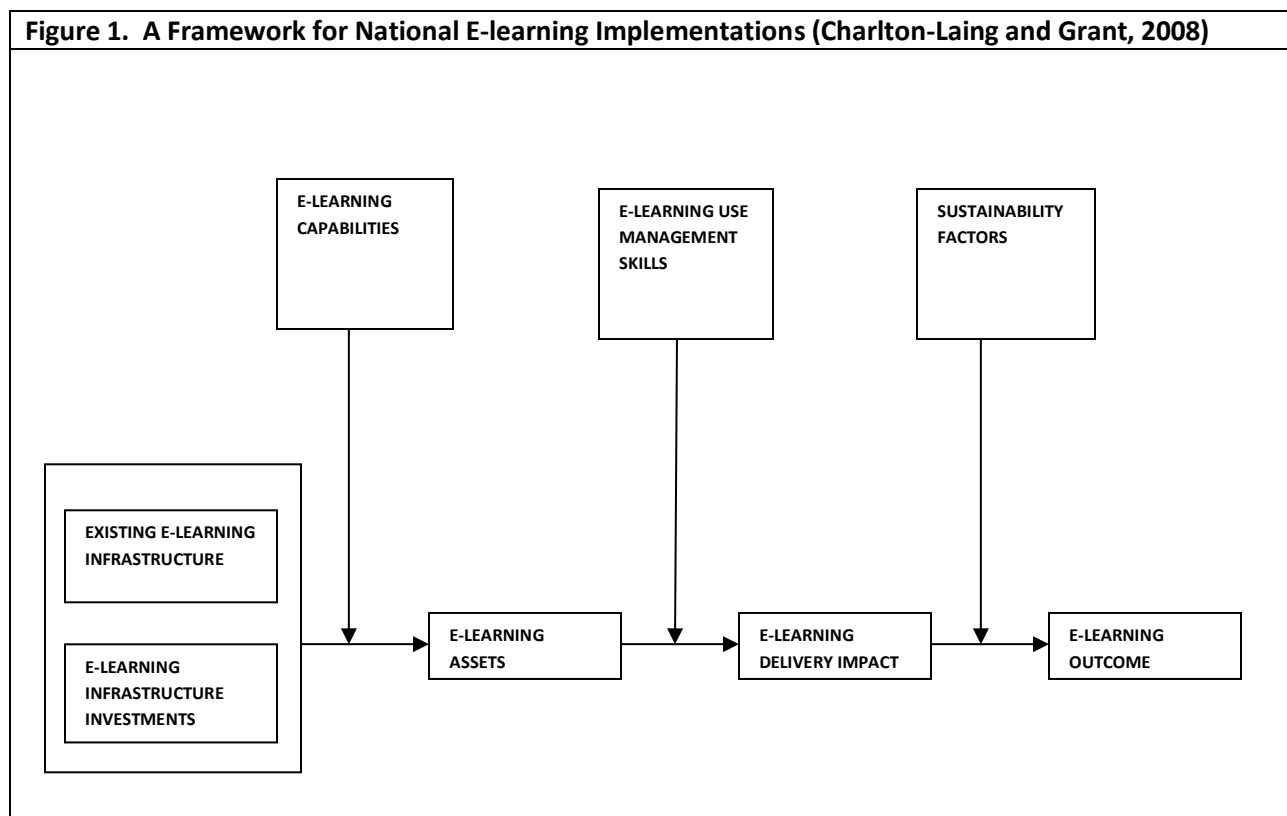 Figure 1. A Framework for National E-learning Implementations (Charlton-Laing and Grant, 2008)
E-LEARNING
CAPABILITIES
E-LEARNING USE
MANAGEMENT
SKILLS
SUSTAINABILITY
FACTORS
EXISTING E-LEARNING
INFRASTRUCTURE
E-LEARNING
INFRASTRUCTURE
INVESTMENTS
E-LEARNING
ASSETS
E-LEARNING
DELIVERY IMPACT
E-LEARNING
OUTCOME